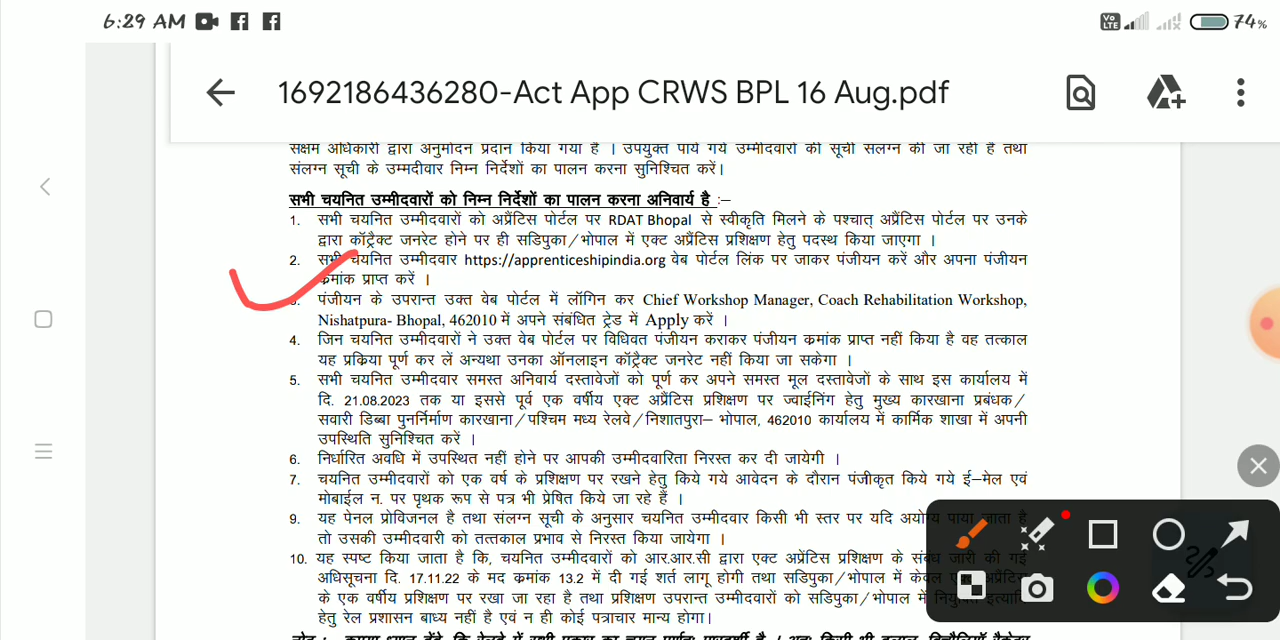 6:29 AM
Vo LTE 74%
1692186436280-Act App CRWS BPL 16 Aug.pdf
सक्षम अधिकारी द्वारा अनुमोदन प्रदान किया गया है । उपयुक्त पाये गये उम्मीदवारों की सूची संलग्न की जा रही है तथा
संलग्न सूची के उम्मदीवार निम्न निर्देशों का पालन करना सुनिश्चित करें।
सभी चयनित उम्मीदवारों को निम्न निर्देशों का पालन करना अनिवार्य है :–
1. सभी चयनित उम्मीदवारों को अप्रैंटिस पोर्टल पर RDAT Bhopal से स्वीकृति मिलने के पश्चात् अप्रैंटिस पोर्टल पर उनके
द्वारा कॉट्रैक्ट जनरेट होने पर ही सडिपुका/भोपाल में एक्ट अप्रैंटिस प्रशिक्षण हेतु पदस्थ किया जाएगा ।
2. सभी चयनित उम्मीदवार https://apprenticeshipindia.org वेब पोर्टल लिंक पर जाकर पंजीयन करें और अपना पंजीयन
क्रमांक प्राप्त करें ।
3. पंजीयन के उपरान्त उक्त वेब पोर्टल में लॉगिन कर Chief Workshop Manager, Coach Rehabilitation Workshop,
Nishatpura- Bhopal, 462010 में अपने संबंधित ट्रेड में Apply करें ।
4. जिन चयनित उम्मीदवारों ने उक्त वेब पोर्टल पर विधिवत पंजीयन कराकर पंजीयन क्रमांक प्राप्त नहीं किया है वह तत्काल
यह प्रक्रिया पूर्ण कर लें अन्यथा उनका ऑनलाइन कॉट्रैक्ट जनरेट नहीं किया जा सकेगा ।
5. सभी चयनित उम्मीदवार समस्त अनिवार्य दस्तावेजों को पूर्ण कर अपने समस्त मूल दस्तावेजों के साथ इस कार्यालय में
दि. 21.08.2023 तक या इससे पूर्व एक वर्षीय एक्ट अप्रैंटिस प्रशिक्षण पर ज्वाईनिंग हेतु मुख्य कारखाना प्रबंधक/
सवारी डिब्बा पुनर्निर्माण कारखाना/पश्चिम मध्य रेलवे/निशातपुरा– भोपाल, 462010 कार्यालय में कार्मिक शाखा में अपनी
उपस्थिति सुनिश्चित करें ।
6. निर्धारित अवधि में उपस्थित नहीं होने पर आपकी उम्मीदवारिता निरस्त कर दी जायेगी ।
7. चयनित उम्मीदवारों को एक वर्ष के प्रशिक्षण पर रखने हेतु किये गये आवेदन के दौरान पंजीकृत किये गये ई–मेल एवं
मोबाईल न. पर पृथक रूप से पत्र भी प्रेषित किये जा रहे हैं ।
9. यह पेनल प्रोविजनल है तथा संलग्न सूची के अनुसार चयनित उम्मीदवार किसी भी स्तर पर यदि अयोग्य पाया जाता है
तो उसकी उम्मीदवारी को तत्तकाल प्रभाव से निरस्त किया जायेगा ।
10. यह स्पष्ट किया जाता है कि, चयनित उम्मीदवारों को आर.आर.सी द्वारा एक्ट अप्रेंटिस प्रशिक्षण के संबंध जारी की गई
अधिसूचना दि. 17.11.22 के मद क्रमांक 13.2 में दी गई शर्त लागू होगी तथा सडिपुका/भोपाल में केवल एक्ट अप्रैंटिस
के एक वर्षीय प्रशिक्षण पर रखा जा रहा है तथा प्रशिक्षण उपरान्त उम्मीदवारों को सडिपुका/भोपाल में नियुक्ति इत्यादि
हेतु रेल प्रशासन बाध्य नहीं है एवं न ही कोई पत्राचार मान्य होगा।